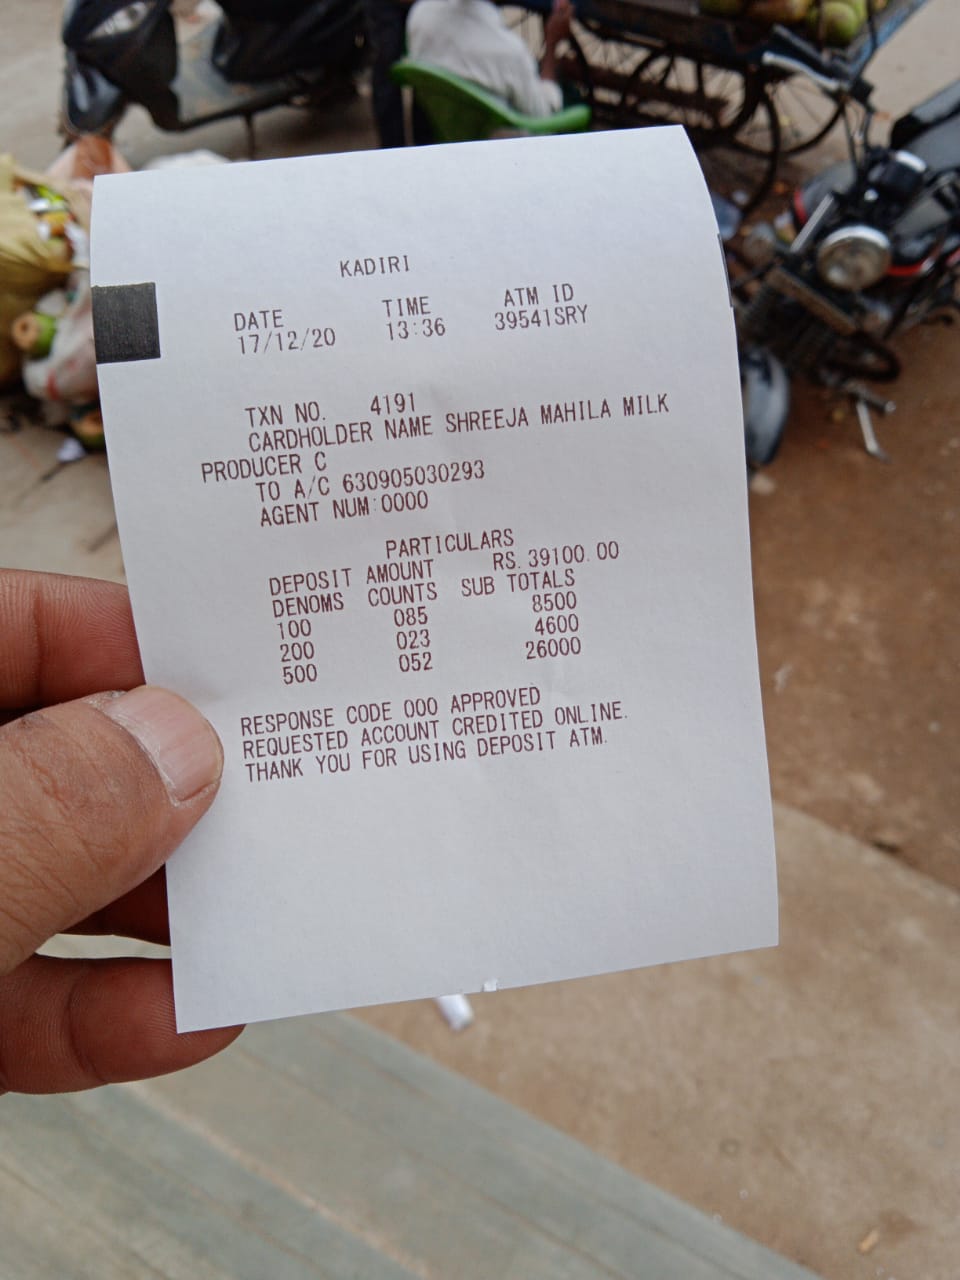 KADIRI
DATE TIME ATM ID
17/12/20 13:36 39541SRY
TXN NO. 4191
CARDHOLDER NAME SHREEJA MAHILA MILK
PRODUCER C
TO A/C 630905030293
AGENT NUM:0000
PARTICULARS
DEPOSIT AMOUNT RS.39100.00
DENOMS COUNTS SUB TOTALS
100 085 8500
200 023 4600
500 052 26000
RESPONSE CODE 000 APPROVED
REQUESTED ACCOUNT CREDITED ONLINE.
THANK YOU FOR USING DEPOSIT ATM.